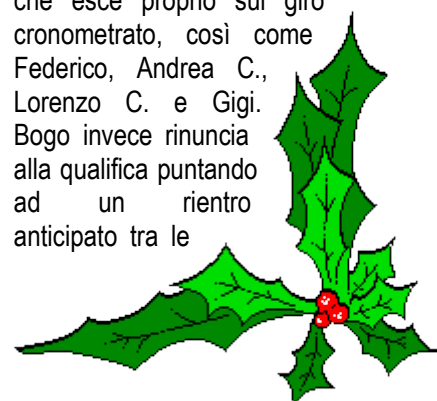 che esce proprio sul giro
cronometrato, così come
Federico, Andrea C.,
Lorenzo C. e Gigi.
Bogo invece rinuncia
alla qualifica puntando
ad un rientro
anticipato tra le